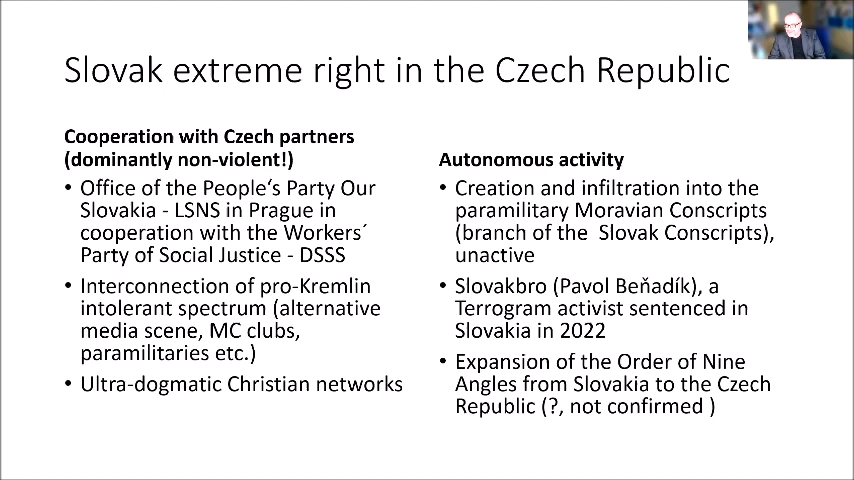 Slovak extreme right in the Czech Republic
Cooperation with Czech partners
(dominantly non-violent!)
• Office of the People‘s Party Our
Slovakia - LSNS in Prague in
cooperation with the Workers´
Party of Social Justice - DSSS
• Interconnection of pro-Kremlin
intolerant spectrum (alternative
media scene, MC clubs,
paramilitaries etc.)
• Ultra-dogmatic Christian networks
Autonomous activity
• Creation and infiltration into the
paramilitary Moravian Conscripts
(branch of the  Slovak Conscripts),
unactive
• Slovakbro (Pavol Beňadík), a
Terrogram activist sentenced in
Slovakia in 2022
• Expansion of the Order of Nine
Angles from Slovakia to the Czech
Republic (?, not confirmed )